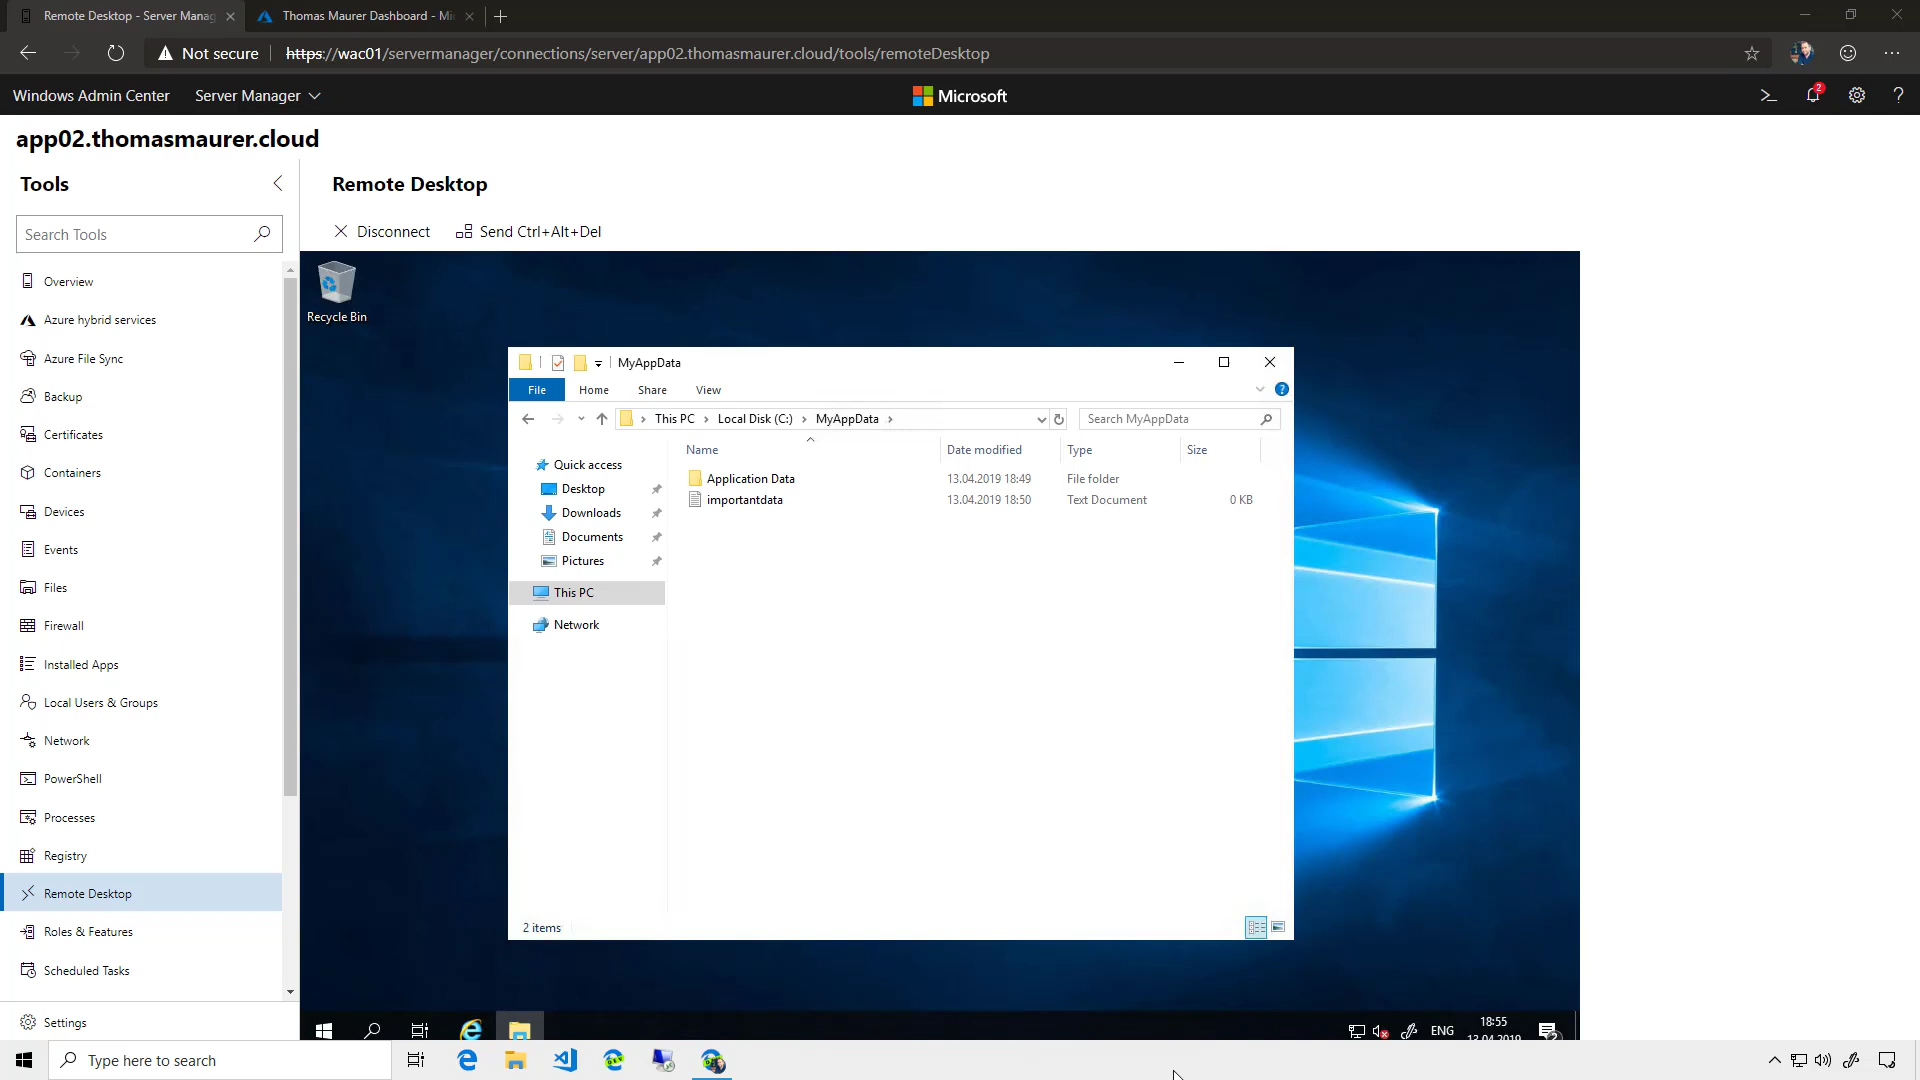 Remote Desktop - Server Manag
Thomas Maurer Dashboard - Mi
Not secure
https://wac01/servermanager/connections/server/app02.thomasmaurer.cloud/tools/remoteDesktop
Windows Admin Center
Server Manager
Microsoft
2
app02.thomasmaurer.cloud
Tools
Remote Desktop
Disconnect
Send Ctrl+Alt+Del
Search Tools
Overview
Azure hybrid services
Azure File Sync
Backup
Certificates
Containers
Devices
Events
Files
Firewall
Installed Apps
Local Users & Groups
Network
PowerShell
Processes
Registry
Remote Desktop
Roles & Features
Scheduled Tasks
Settings
Recycle Bin
MyAppData
File Home Share View
This PC > Local Disk (C:) > MyAppData >
Search MyAppData
Name Date modified Type Size
Application Data 13.04.2019 18:49 File folder
importantdata 13.04.2019 18:50 Text Document 0 KB
Quick access
Desktop
Downloads
Documents
Pictures
This PC
Network
2 items
ENG
18:55
13.04.2019
2
Type here to search
DEV